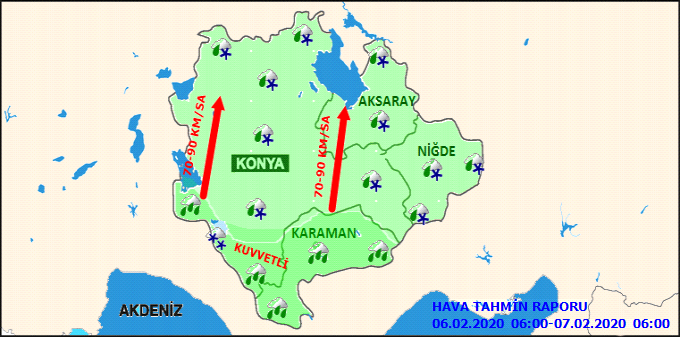 70-90 KM/SA
70-90 KM/SA
AKSARAY
NİĞDE
KONYA
KARAMAN
KUVVETLİ
AKDENİZ
HAVA TAHMİN RAPORU
06.02.2020 06:00-07.02.2020 06:00